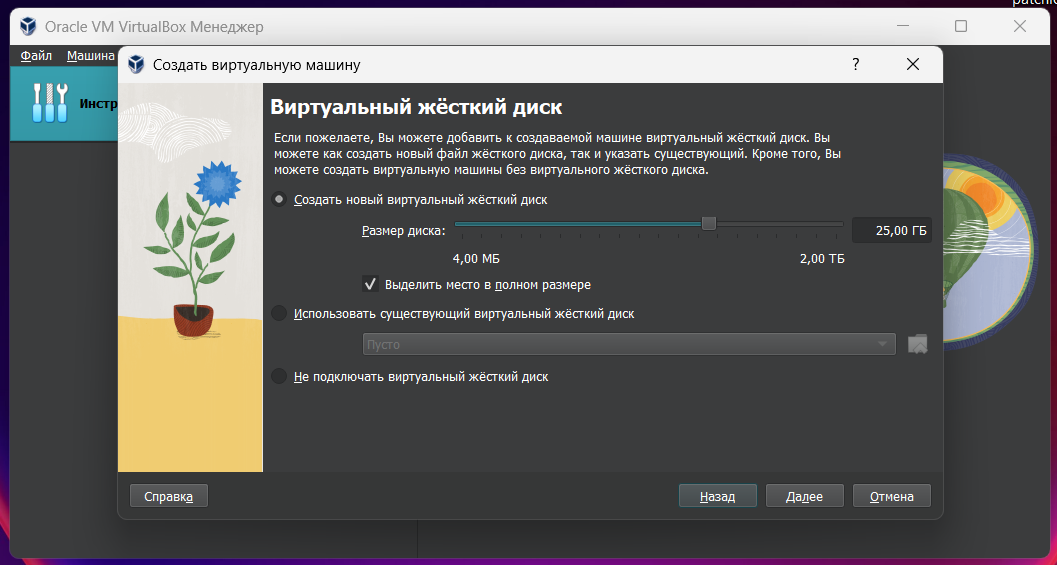 Oracle VM VirtualBox Менеджер
Файл Машина
Инстр
Создать виртуальную машину
?
Виртуальный жёсткий диск
Если пожелаете, Вы можете добавить к создаваемой машине виртуальный жёсткий диск. Вы
можете как создать новый файл жёсткого диска, так и указать существующий. Кроме того, Вы
можете создать виртуальную машины без виртуального жёсткого диска.
Создать новый виртуальный жёсткий диск
Размер диска: 25,00 ГБ
4,00 МБ 2,00 ТБ
Выделить место в полном размере
Использовать существующий виртуальный жёсткий диск
Пусто
Не подключать виртуальный жёсткий диск
Справка Назад Далее Отмена